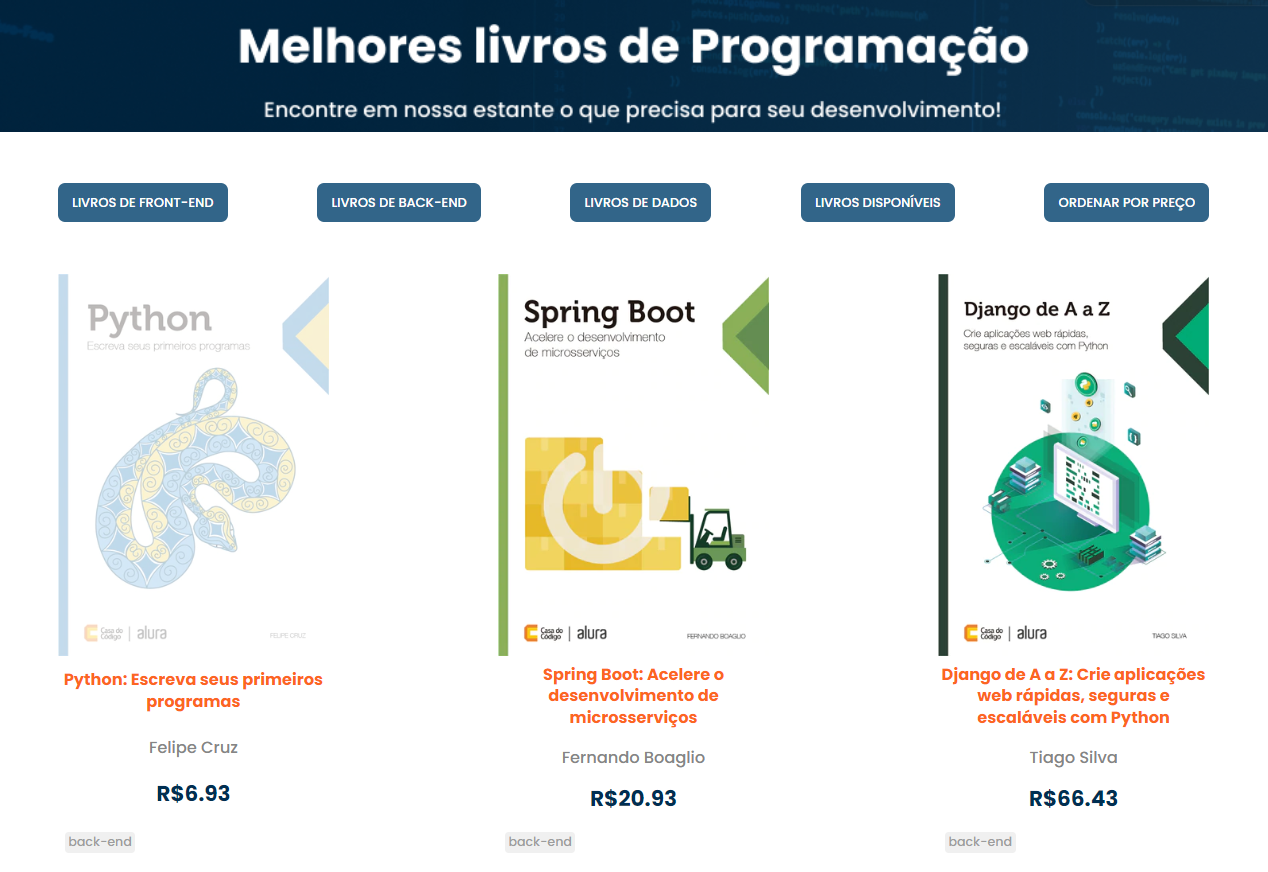 Melhores livros de Programação
Encontre em nossa estante o que precisa para seu desenvolvimento!
LIVROS DE FRONT-END
LIVROS DE BACK-END
LIVROS DE DADOS
LIVROS DISPONÍVEIS
ORDENAR POR PREÇO
Python
Escreva seus primeiros programas
Casa do
Código
alura
FELIPE CRUZ
Python: Escreva seus primeiros
programas
Felipe Cruz
R$6.93
back-end
Spring Boot
Acelere o desenvolvimento
de microsserviços
Casa do
Código
alura
FERNANDO BOAGLIO
Spring Boot: Acelere o
desenvolvimento de
microsserviços
Fernando Boaglio
R$20.93
back-end
Django de A a Z
Crie aplicações web rápidas,
seguras e escaláveis com Python
Casa do
Código
alura
TIAGO SILVA
Django de A a Z: Crie aplicações
web rápidas, seguras e
escaláveis com Python
Tiago Silva
R$66.43
back-end